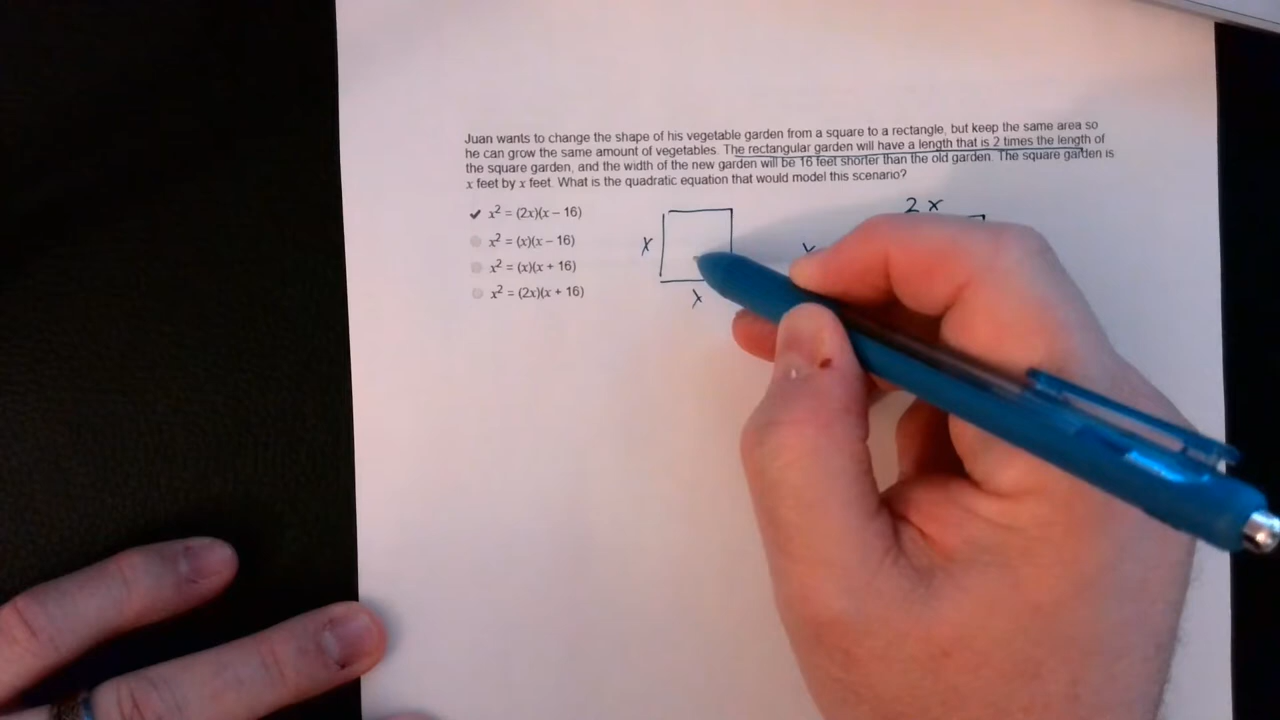 Juan wants to change the shape of his vegetable garden from a square to a rectangle, but keep the same area so
he can grow the same amount of vegetables. The rectangular garden will have a length that is 2 times the length of
the square garden, and the width of the new garden will be 16 feet shorter than the old garden. The square garden is
x feet by x feet. What is the quadratic equation that would model this scenario?
x² = (2x)(x – 16)
x² = (x)(x – 16)
x² = (x)(x + 16)
x² = (2x)(x + 16)
x
x
2x